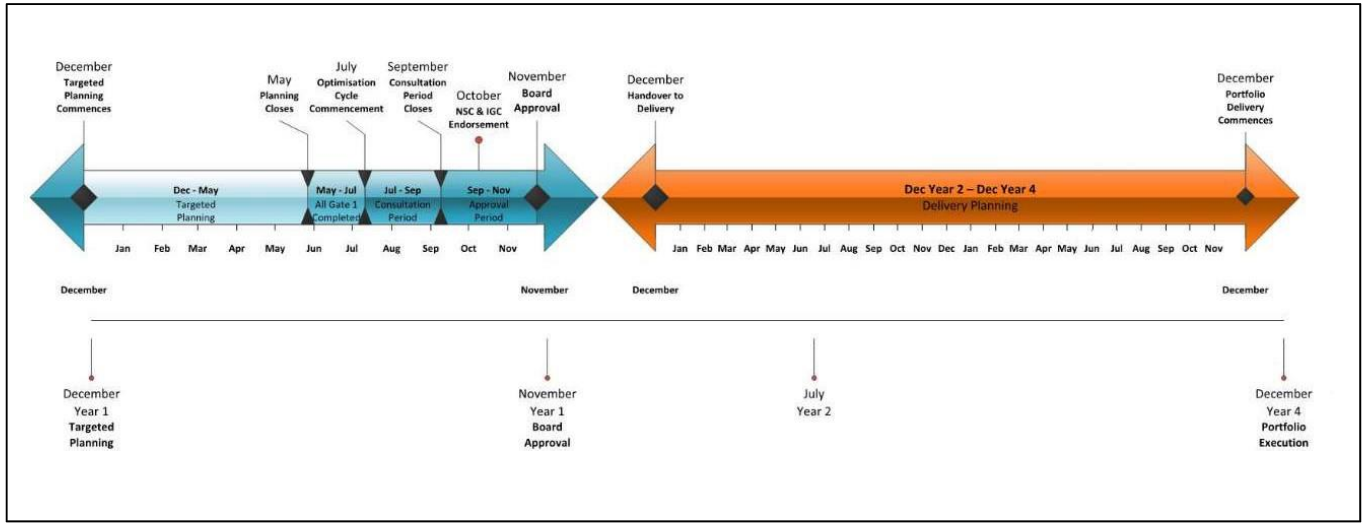 December
Targeted
Planning
Commences
May
Planning
Closes
July
Optimisation
Cycle
Commencement
September
Consultation
Period
Closes
October
NSC & IGC
Endorsement
November
Board
Approval
December
Handover to
Delivery
December
Portfolio
Delivery
Commences
Dec - May
Targeted
Planning
May - Jul
All Gate 1
Completed
Jul - Sep
Consultation
Period
Sep - Nov
Approval
Period
Dec Year 2 – Dec Year 4
Delivery Planning
Jan Feb Mar Apr May Jun Jul Aug Sep Oct Nov
Jan Feb Mar Apr May Jun Jul Aug Sep Oct Nov Dec Jan Feb Mar Apr May Jun Jul Aug Sep Oct Nov
December
November
December
December
December
Year 1
Targeted
Planning
November
Year 1
Board
Approval
July
Year 2
December
Year 4
Portfolio
Execution